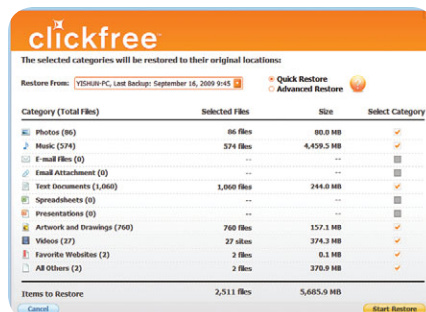 clickfree
The selected categories will be restored to their original locations:
Restore From: YISHUN-PC, Last Backup: September 16, 2009 9:45 Quick Restore
Advanced Restore
Category (Total Files) Selected Files Size Select Category
Photos (86) 86 files 80.0 MB
Music (574) 574 files 4,459.5 MB
E-mail Files (0) -- --
Email Attachment (0) -- --
Text Documents (1,060) 1,060 files 244.0 MB
Spreadsheets (0) -- --
Presentations (0) -- --
Artwork and Drawings (760) 760 files 157.1 MB
Videos (27) 27 sites 374.3 MB
Favorite Websites (2) 2 files 0.1 MB
All Others (2) 2 files 370.9 MB
Items to Restore 2,511 files 5,685.9 MB
Cancel Start Restore